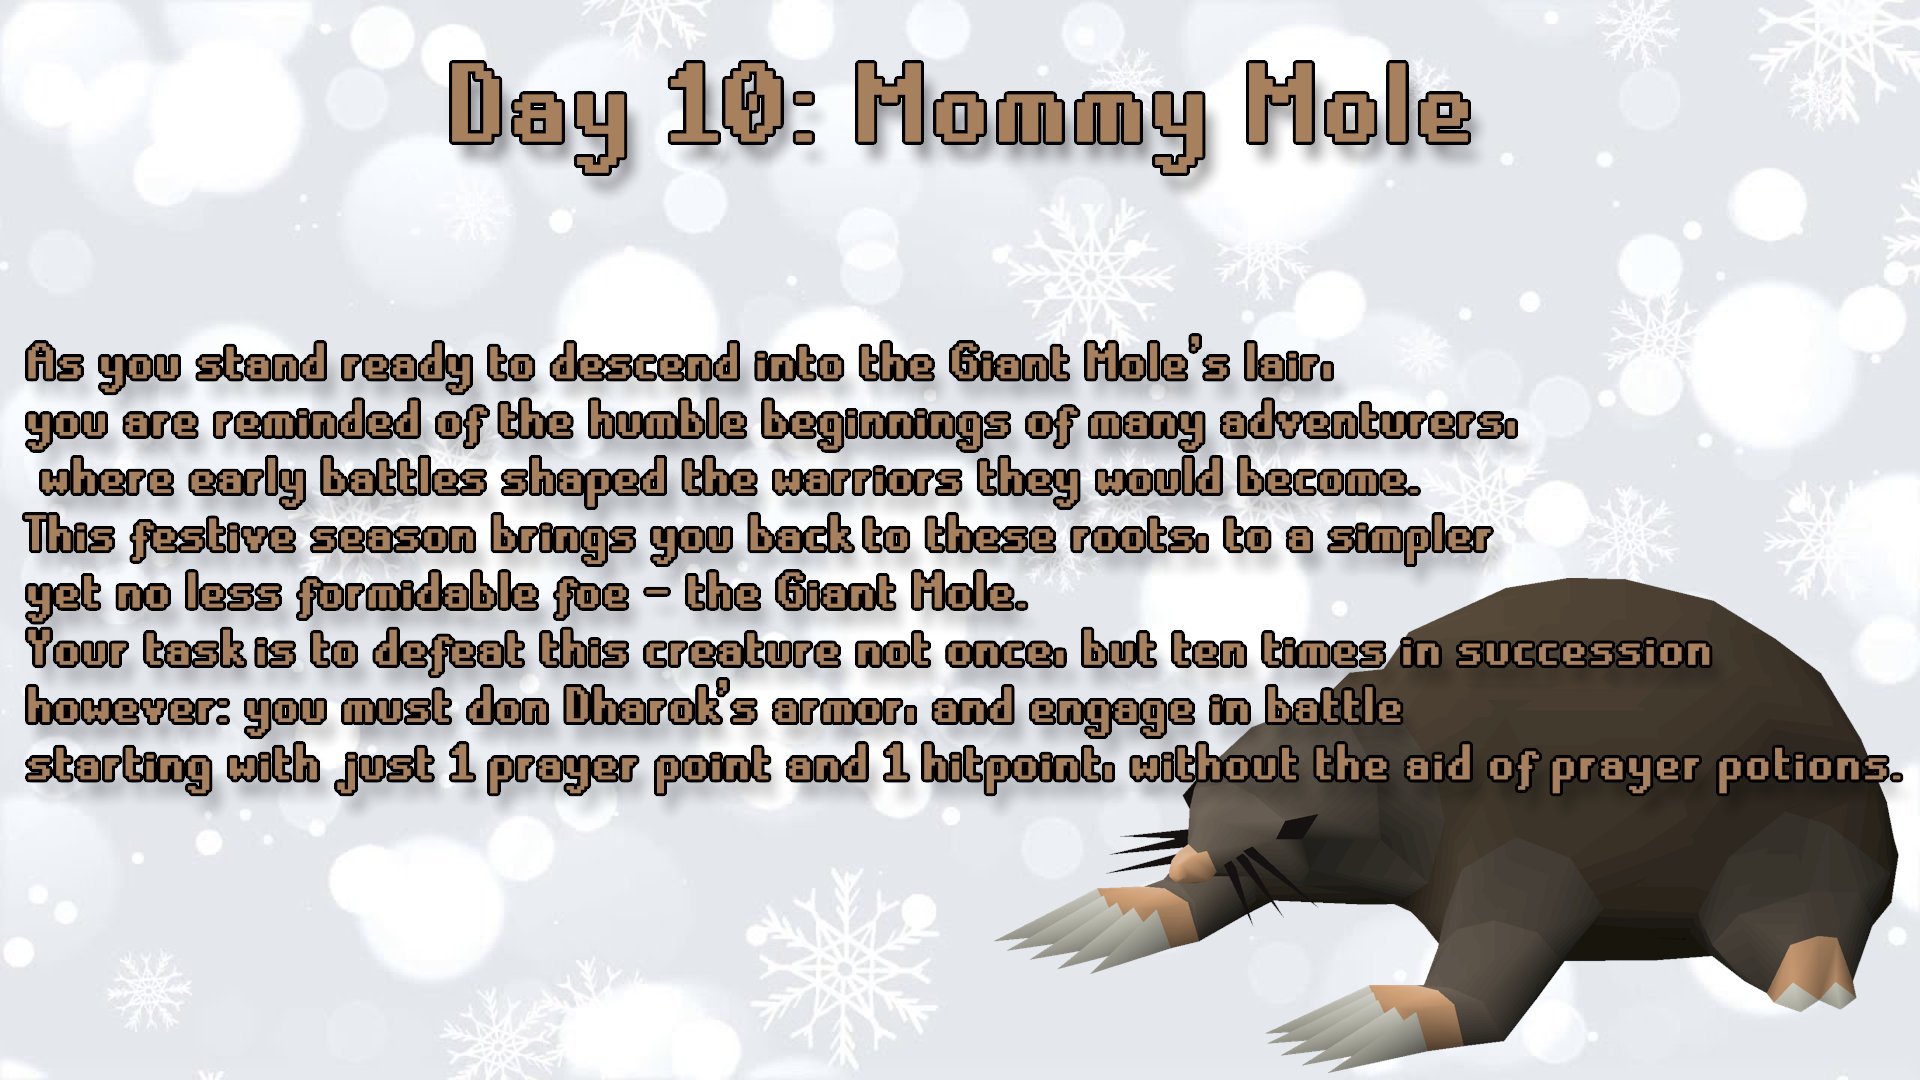 Day 10: Mommy Mole
As you stand ready to descend into the Giant Mole's lair,
you are reminded of the humble beginnings of many adventurers,
where early battles shaped the warriors they would become.
This festive season brings you back to these roots, to a simpler
yet no less formidable foe - the Giant Mole.
Your task is to defeat this creature not once, but ten times in succession
however: you must don Dharok's armor, and engage in battle
starting with just 1 prayer point and 1 hitpoint, without the aid of prayer potions.